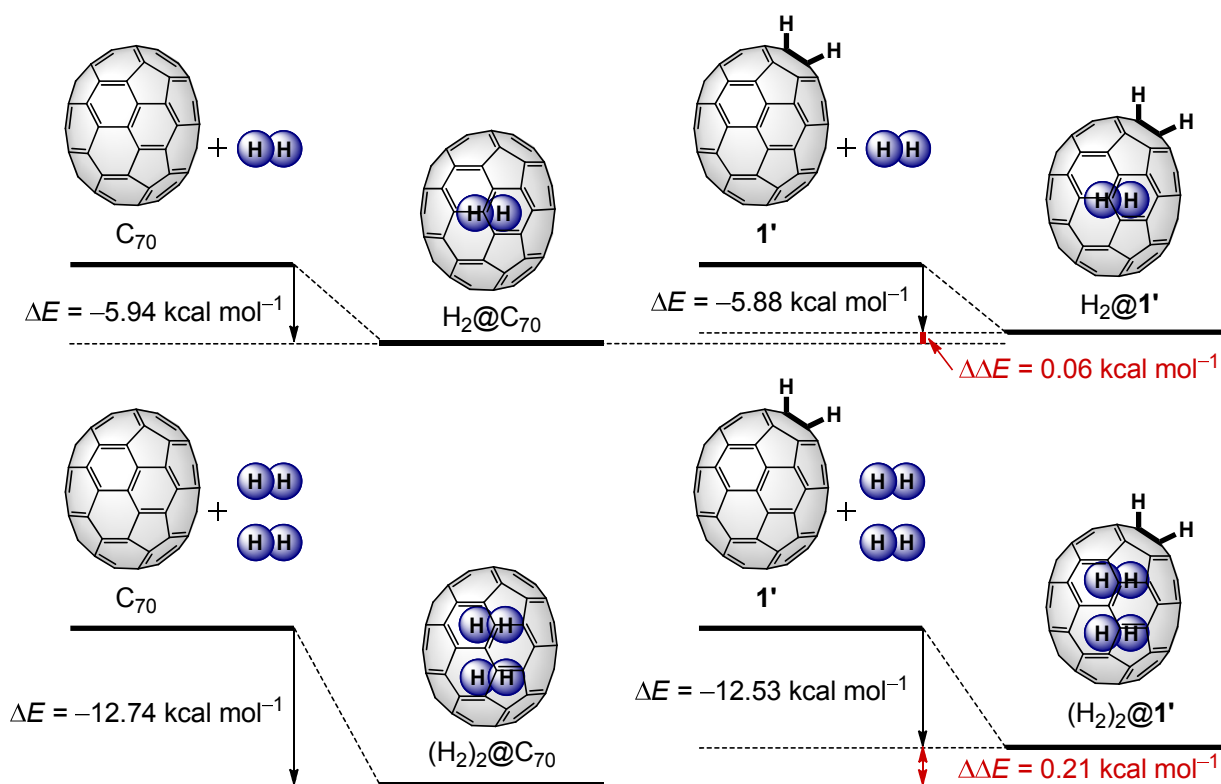 H
H
+ H H
H H
C₇₀
ΔE = –5.94 kcal mol⁻¹
H₂@C₇₀
+ H H
H
H
H H
1'
ΔE = –5.88 kcal mol⁻¹
H₂@1'
ΔΔE = 0.06 kcal mol⁻¹
H H
+
H H
C₇₀
H H
H H
ΔE = –12.74 kcal mol⁻¹
(H₂)₂@C₇₀
H
H
H H
+
H H
1'
H
H
H H
H H
ΔE = –12.53 kcal mol⁻¹
(H₂)₂@1'
ΔΔE = 0.21 kcal mol⁻¹